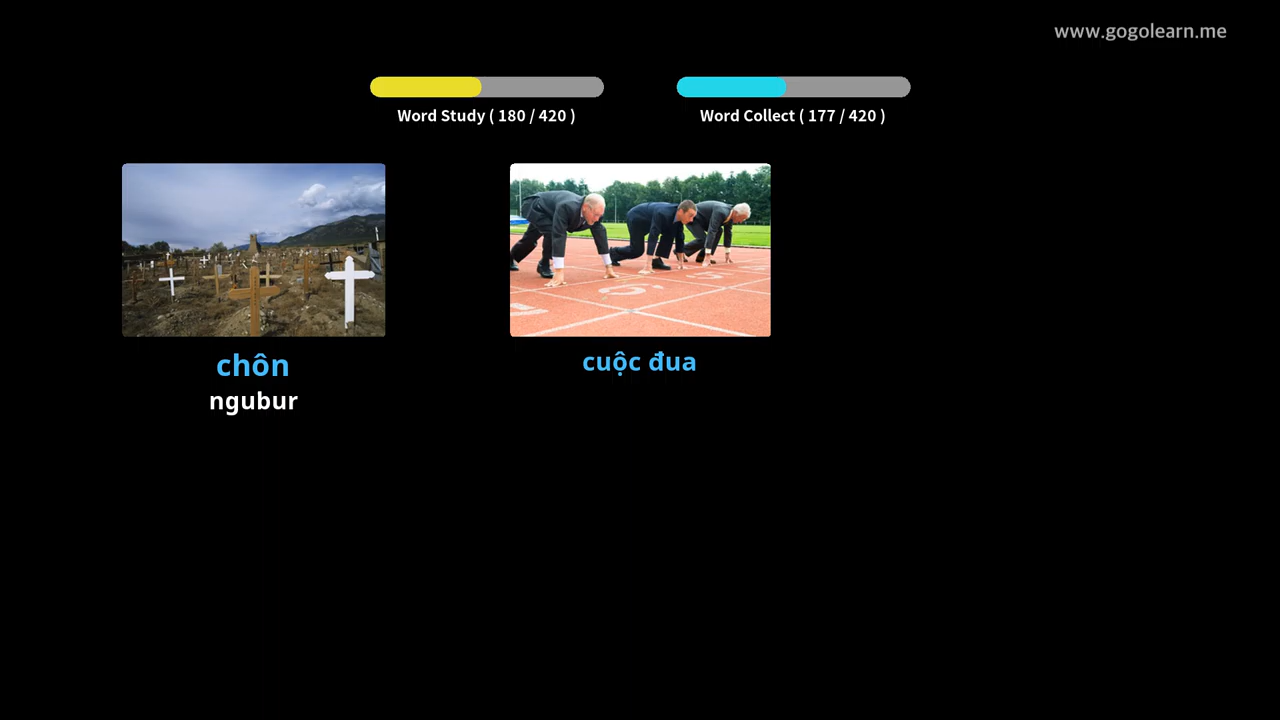 www.gogolearn.me
Word Study ( 180 / 420 )
Word Collect ( 177 / 420 )
chôn
ngubur
cuộc đua